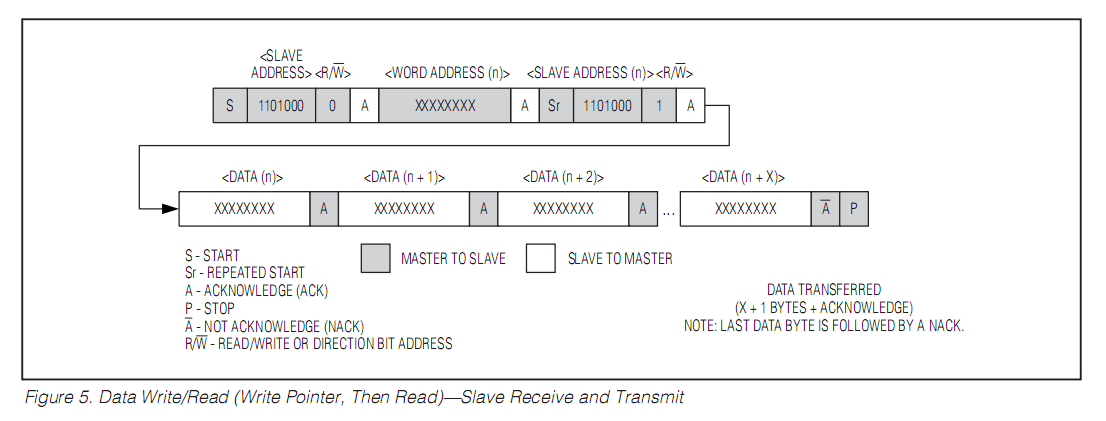 <SLAVE
ADDRESS> <R/W̅> <WORD ADDRESS (n)> <SLAVE ADDRESS (n)> <R/W̅>
S 1101000 0 A XXXXXXXX A Sr 1101000 1 A
<DATA (n)> <DATA (n + 1)> <DATA (n + 2)> <DATA (n + X)>
XXXXXXXX A XXXXXXXX A XXXXXXXX A ... XXXXXXXX A̅ P
S - START
Sr - REPEATED START
A - ACKNOWLEDGE (ACK)
P - STOP
A̅ - NOT ACKNOWLEDGE (NACK)
R/W̅ - READ/WRITE OR DIRECTION BIT ADDRESS
MASTER TO SLAVE
SLAVE TO MASTER
DATA TRANSFERRED
(X + 1 BYTES + ACKNOWLEDGE)
NOTE: LAST DATA BYTE IS FOLLOWED BY A NACK.
Figure 5. Data Write/Read (Write Pointer, Then Read)—Slave Receive and Transmit